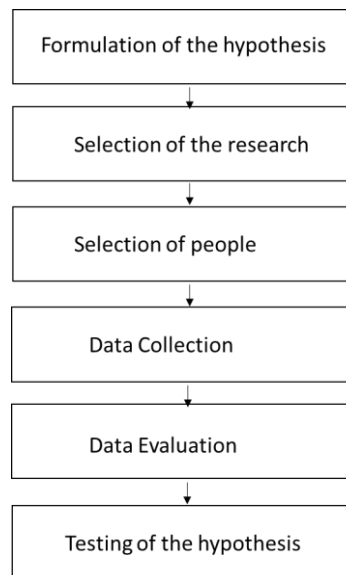 Formulation of the hypothesis
Selection of the research
Selection of people
Data Collection
Data Evaluation
Testing of the hypothesis